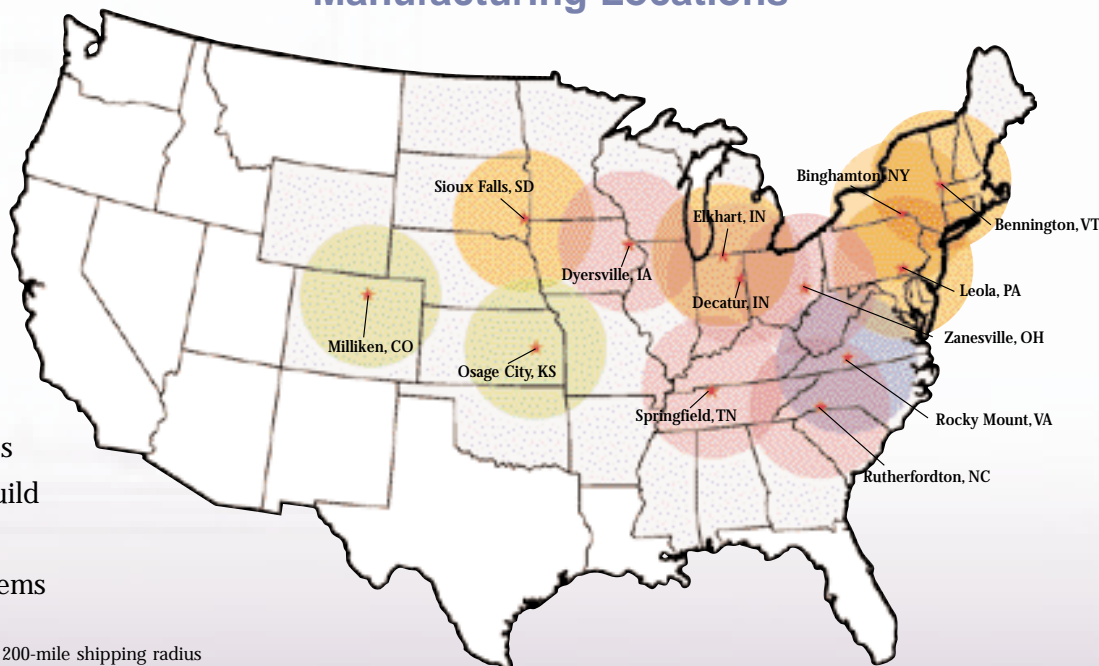 Manufacturing Locations
Binghamton, NY
Sioux Falls, SD
Elkhart, IN
Bennington, VT
Dyersville, IA
Leola, PA
Decatur, IN
Zanesville, OH
Milliken, CO
Osage City, KS
Springfield, TN
Rocky Mount, VA
Rutherfordton, NC
s
uild
ems
200-mile shipping radius